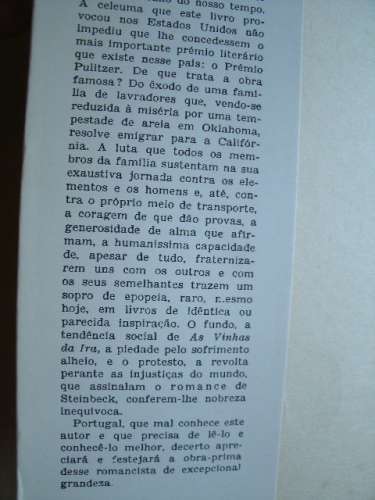 do nosso tempo.
A celeuma que este livro pro-
vocou nos Estados Unidos não
impediu que lhe concedessem o
mais importante prémio literário
que existe nesse país: o Prémio
Pulitzer. De que trata a obra
famosa? Do êxodo de uma famí-
lia de lavradores que, vendo-se
reduzida à miséria por uma tem-
pestade de areia em Oklahoma,
resolve emigrar para a Califór-
nia. A luta que todos os mem-
bros da família sustentam na sua
exaustiva jornada contra os ele-
mentos e os homens e, até, con-
tra o próprio meio de transporte,
a coragem de que dão provas, a
generosidade de alma que afir-
mam, a humaníssima capacidade
de, apesar de tudo, fraterniza-
rem uns com os outros e com
os seus semelhantes trazem um
sopro de epopeia, raro, mesmo
hoje, em livros de idêntica ou
parecida inspiração. O fundo, a
tendência social de As Vinhas
da Ira, a piedade pelo sofrimento
alheio, e o protesto, a revolta
perante as injustiças do mundo,
que assinalam o romance de
Steinbeck, conferem-lhe nobreza
inequívoca.
Portugal, que mal conhece este
autor e que precisa de lê-lo e
conhecê-lo melhor, decerto apre-
ciará e festejará a obra-prima
desse romancista de excepcional
grandeza.